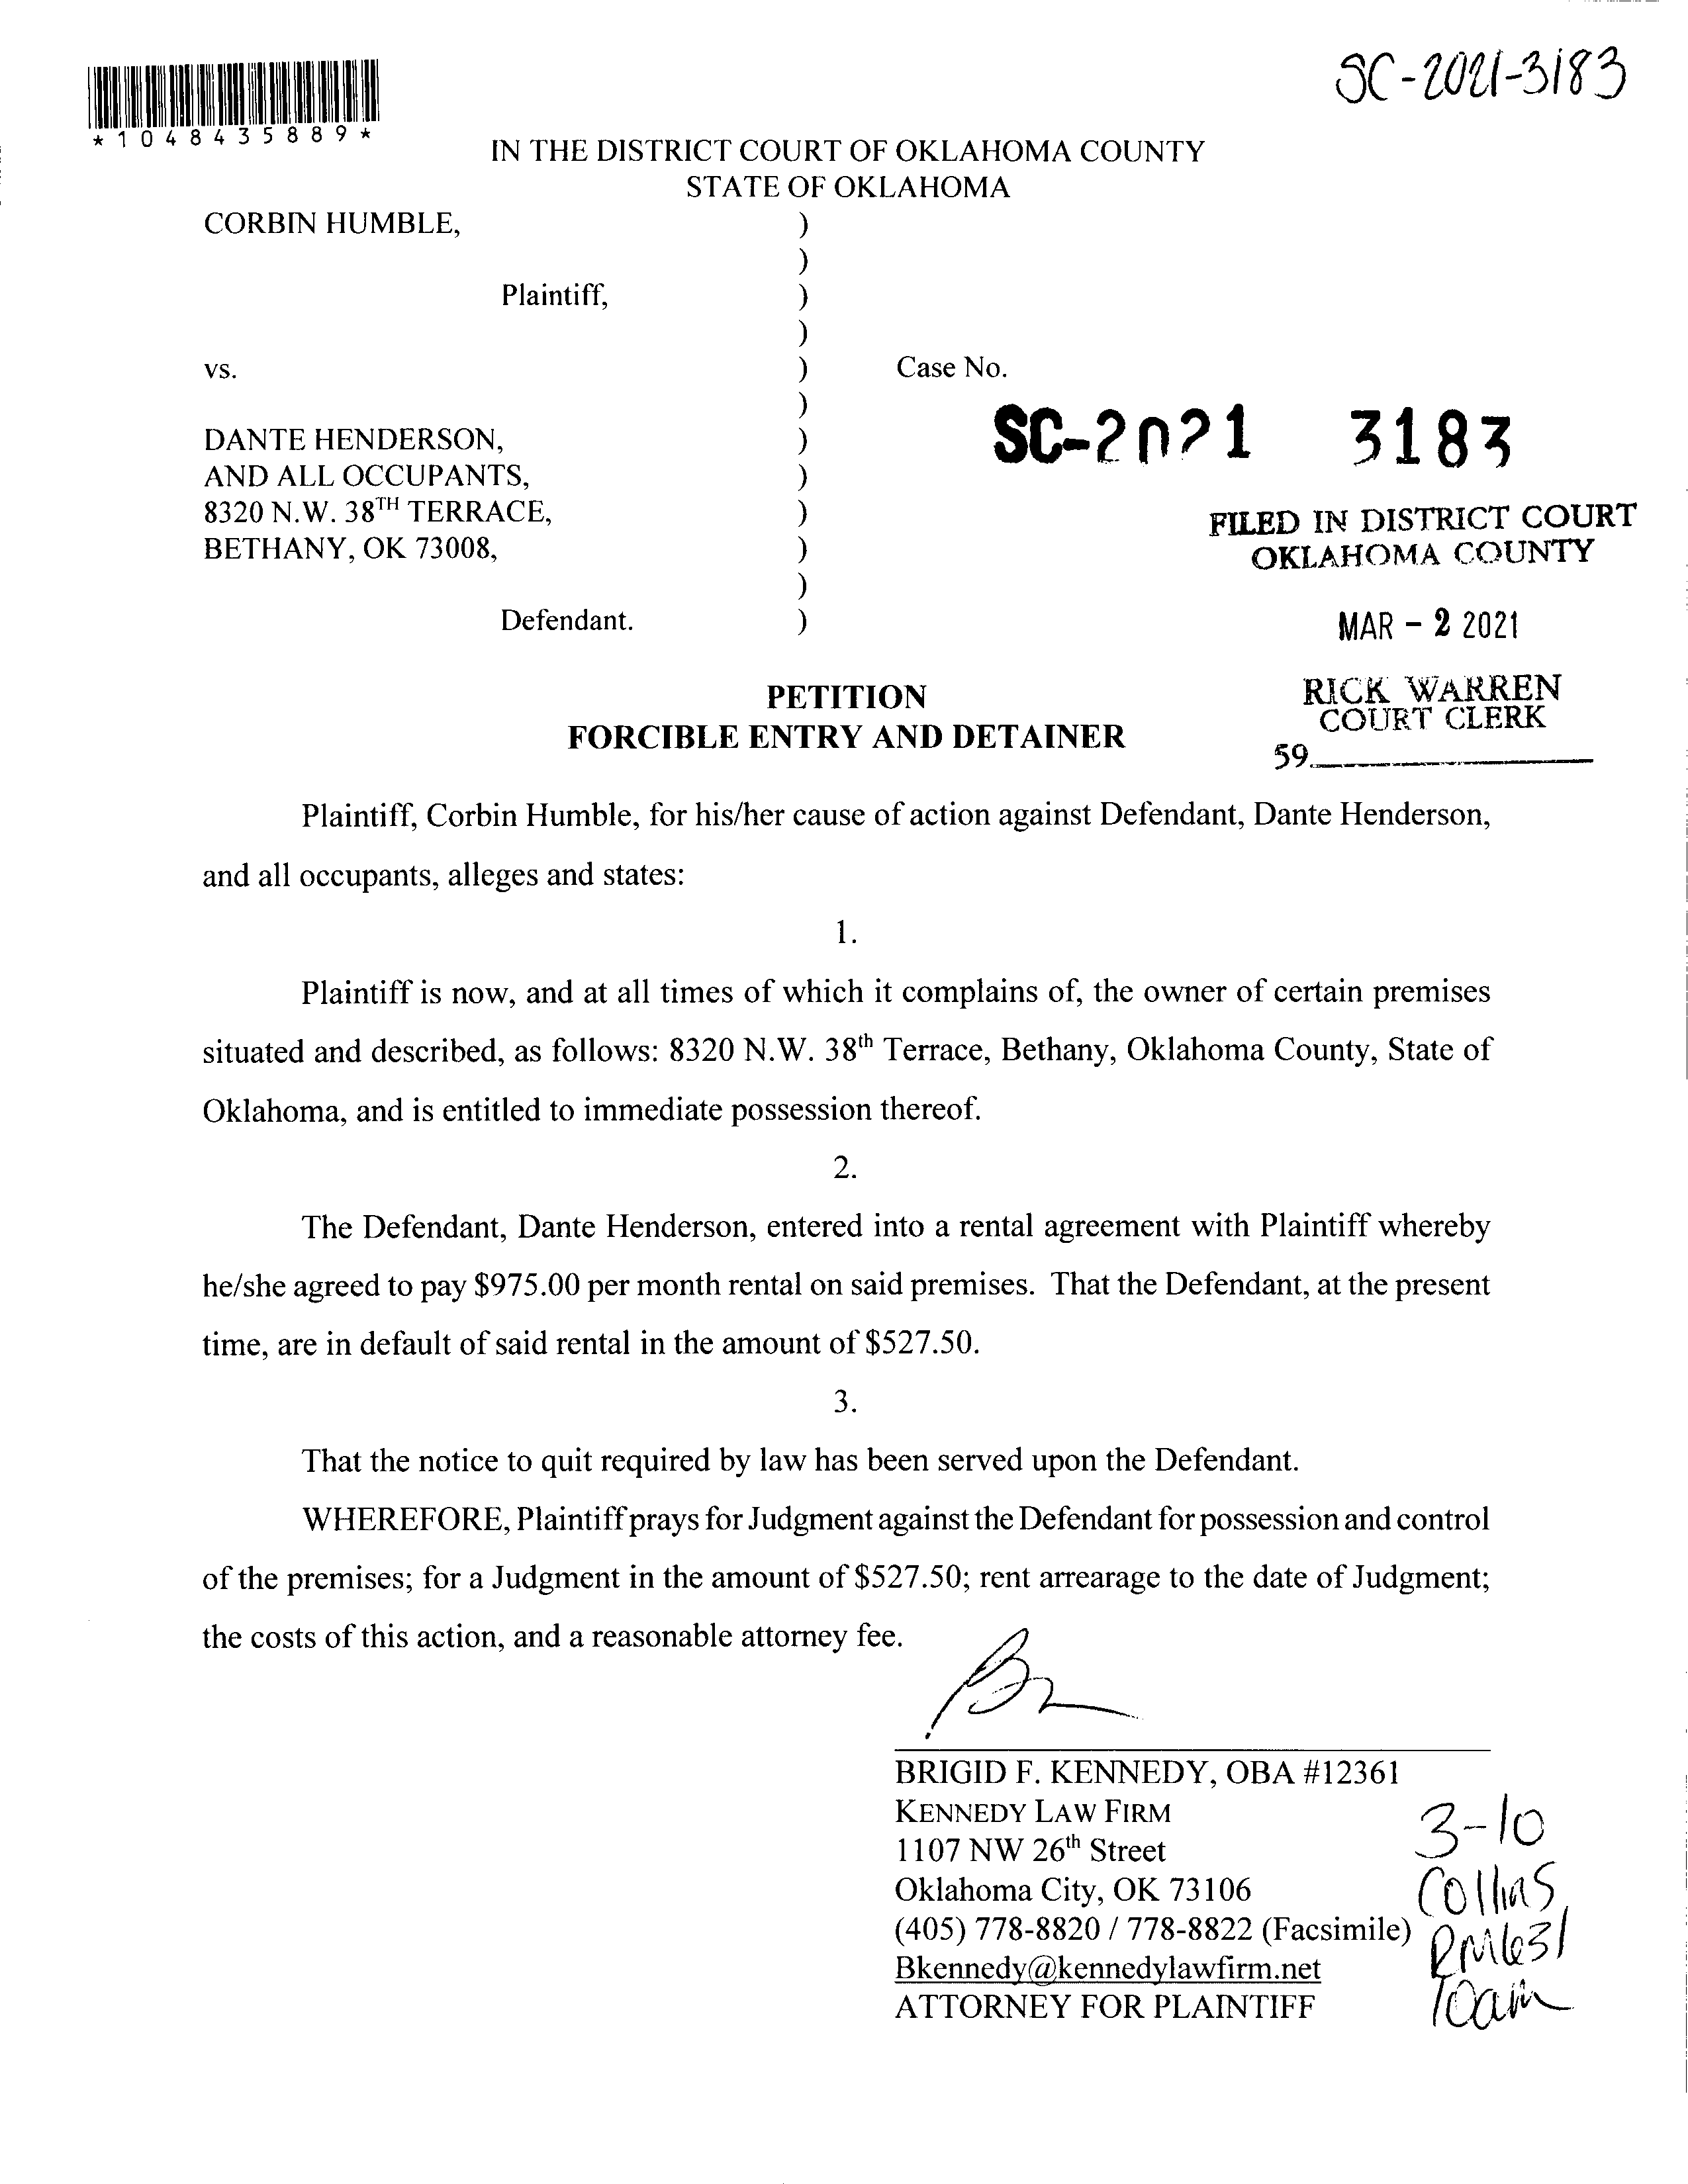 SC-2021-3183
*1048435889*
IN THE DISTRICT COURT OF OKLAHOMA COUNTY
STATE OF OKLAHOMA
CORBIN HUMBLE, )
)
Plaintiff, )
)
vs. ) Case No.
)
DANTE HENDERSON, ) SC-2021 3183
AND ALL OCCUPANTS, )
8320 N.W. 38TH TERRACE, ) FILED IN DISTRICT COURT
BETHANY, OK 73008, ) OKLAHOMA COUNTY
)
Defendant. ) MAR - 2 2021
PETITION
FORCIBLE ENTRY AND DETAINER
RICK WARREN
COURT CLERK
59
Plaintiff, Corbin Humble, for his/her cause of action against Defendant, Dante Henderson,
and all occupants, alleges and states:
1.
Plaintiff is now, and at all times of which it complains of, the owner of certain premises
situated and described, as follows: 8320 N.W. 38th Terrace, Bethany, Oklahoma County, State of
Oklahoma, and is entitled to immediate possession thereof.
2.
The Defendant, Dante Henderson, entered into a rental agreement with Plaintiff whereby
he/she agreed to pay $975.00 per month rental on said premises. That the Defendant, at the present
time, are in default of said rental in the amount of $527.50.
3.
That the notice to quit required by law has been served upon the Defendant.
WHEREFORE, Plaintiff prays for Judgment against the Defendant for possession and control
of the premises; for a Judgment in the amount of $527.50; rent arrearage to the date of Judgment;
the costs of this action, and a reasonable attorney fee.
BRIGID F. KENNEDY, OBA #12361
KENNEDY LAW FIRM
1107 NW 26th Street
Oklahoma City, OK 73106
(405) 778-8820 / 778-8822 (Facsimile)
Bkennedy@kennedylawfirm.net
ATTORNEY FOR PLAINTIFF
3-10
Collins
RM631
10am